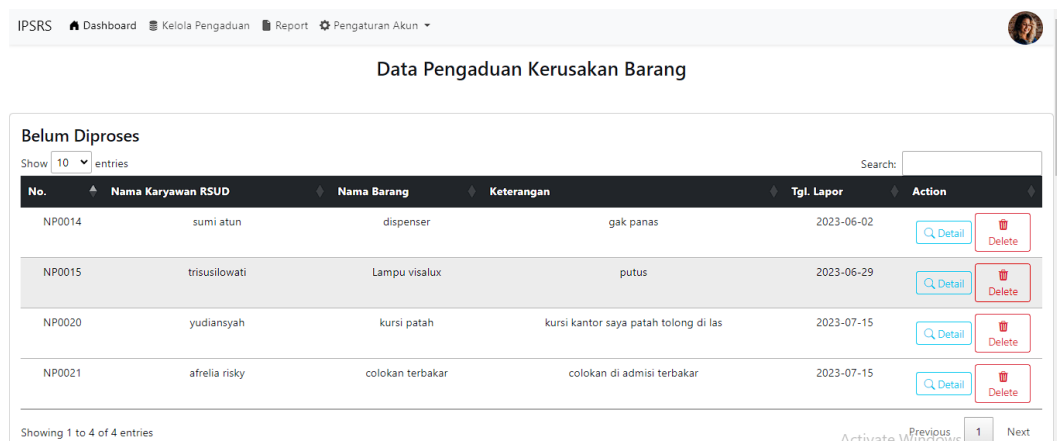 IPSRS Dashboard Kelola Pengaduan Report Pengaturan Akun
Data Pengaduan Kerusakan Barang
Belum Diproses
Show 10 entries Search:
No. Nama Karyawan RSUD Nama Barang Keterangan Tgl. Lapor Action
NP0014 sumi atun dispenser gak panas 2023-06-02 Detail Delete
NP0015 trisusilowati Lampu visalux putus 2023-06-29 Detail Delete
NP0020 yudiansyah kursi patah kursi kantor saya patah tolong di las 2023-07-15 Detail Delete
NP0021 afrelia risky colokan terbakar colokan di admisi terbakar 2023-07-15 Detail Delete
Showing 1 to 4 of 4 entries Previous 1 Next
Activate Windows